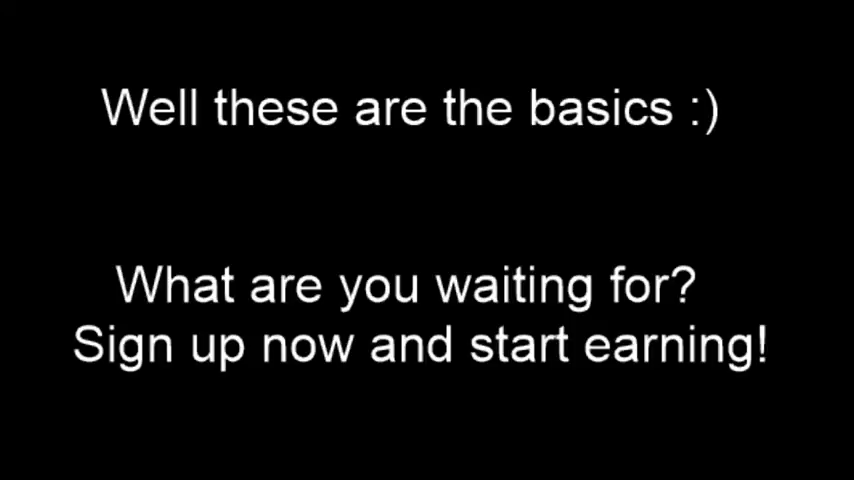 Well these are the basics :)
What are you waiting for?
Sign up now and start earning!